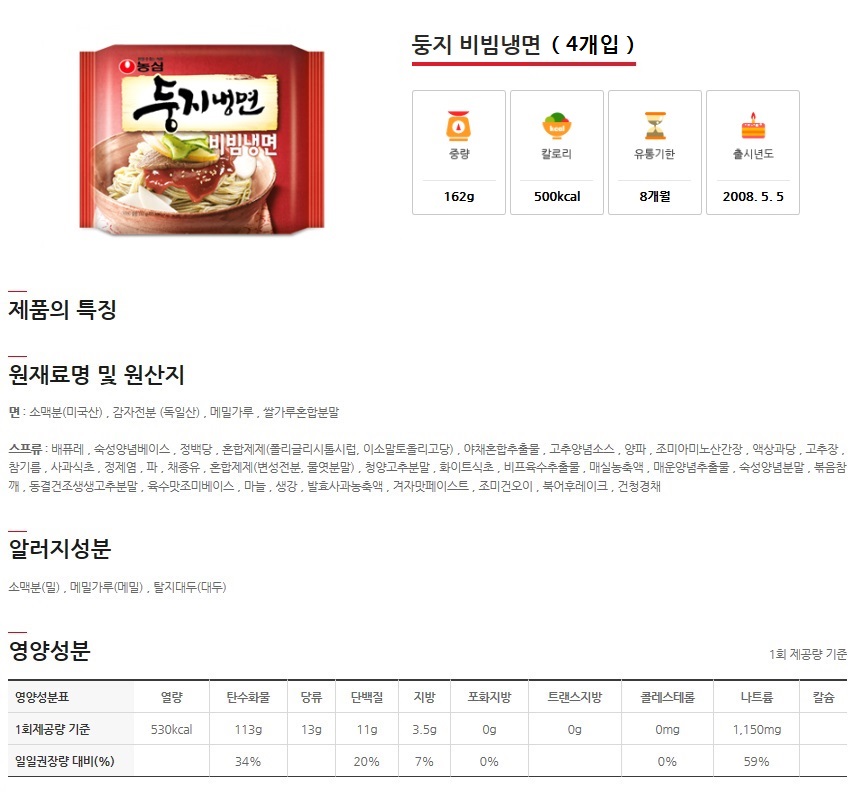 둥지 비빔냉면 ( 4개입 )
농심
둥지냉면
비빔냉면
중량
칼로리
유통기한
출시년도
kcal
162g
500kcal
8개월
2008. 5. 5
제품의 특징
원재료명 및 원산지
면 : 소맥분(미국산) , 감자전분 (독일산) , 메밀가루 , 쌀가루혼합분말
스프류 : 배퓨레 , 숙성양념베이스 , 정백당 , 혼합제제(폴리글리시톨시럽, 이소말토올리고당) , 야채혼합추출물 , 고추양념소스 , 양파 , 조미아미노산간장 , 액상과당 , 고추장 ,
참기름 , 사과식초 , 정제염 , 파 , 채종유 , 혼합제제(변성전분, 물엿분말) , 청양고추분말 , 화이트식초 , 비프육수추출물 , 매실농축액 , 매운양념추출물 , 숙성양념분말 , 볶음참
깨 , 동결건조생생고추분말 , 육수맛조미베이스 , 마늘 , 생강 , 발효사과농축액 , 겨자맛페이스트 , 조미건오이 , 북어후레이크 , 건청경채
알러지성분
소맥분(밀) , 메밀가루(메밀) , 탈지대두(대두)
영양성분
1회 제공량 기준
영양성분표 열량 탄수화물 당류 단백질 지방 포화지방 트랜스지방 콜레스테롤 나트륨 칼슘
1회제공량 기준 530kcal 113g 13g 11g 3.5g 0g 0g 0mg 1,150mg
일일권장량 대비(%) 34% 20% 7% 0% 0% 59%